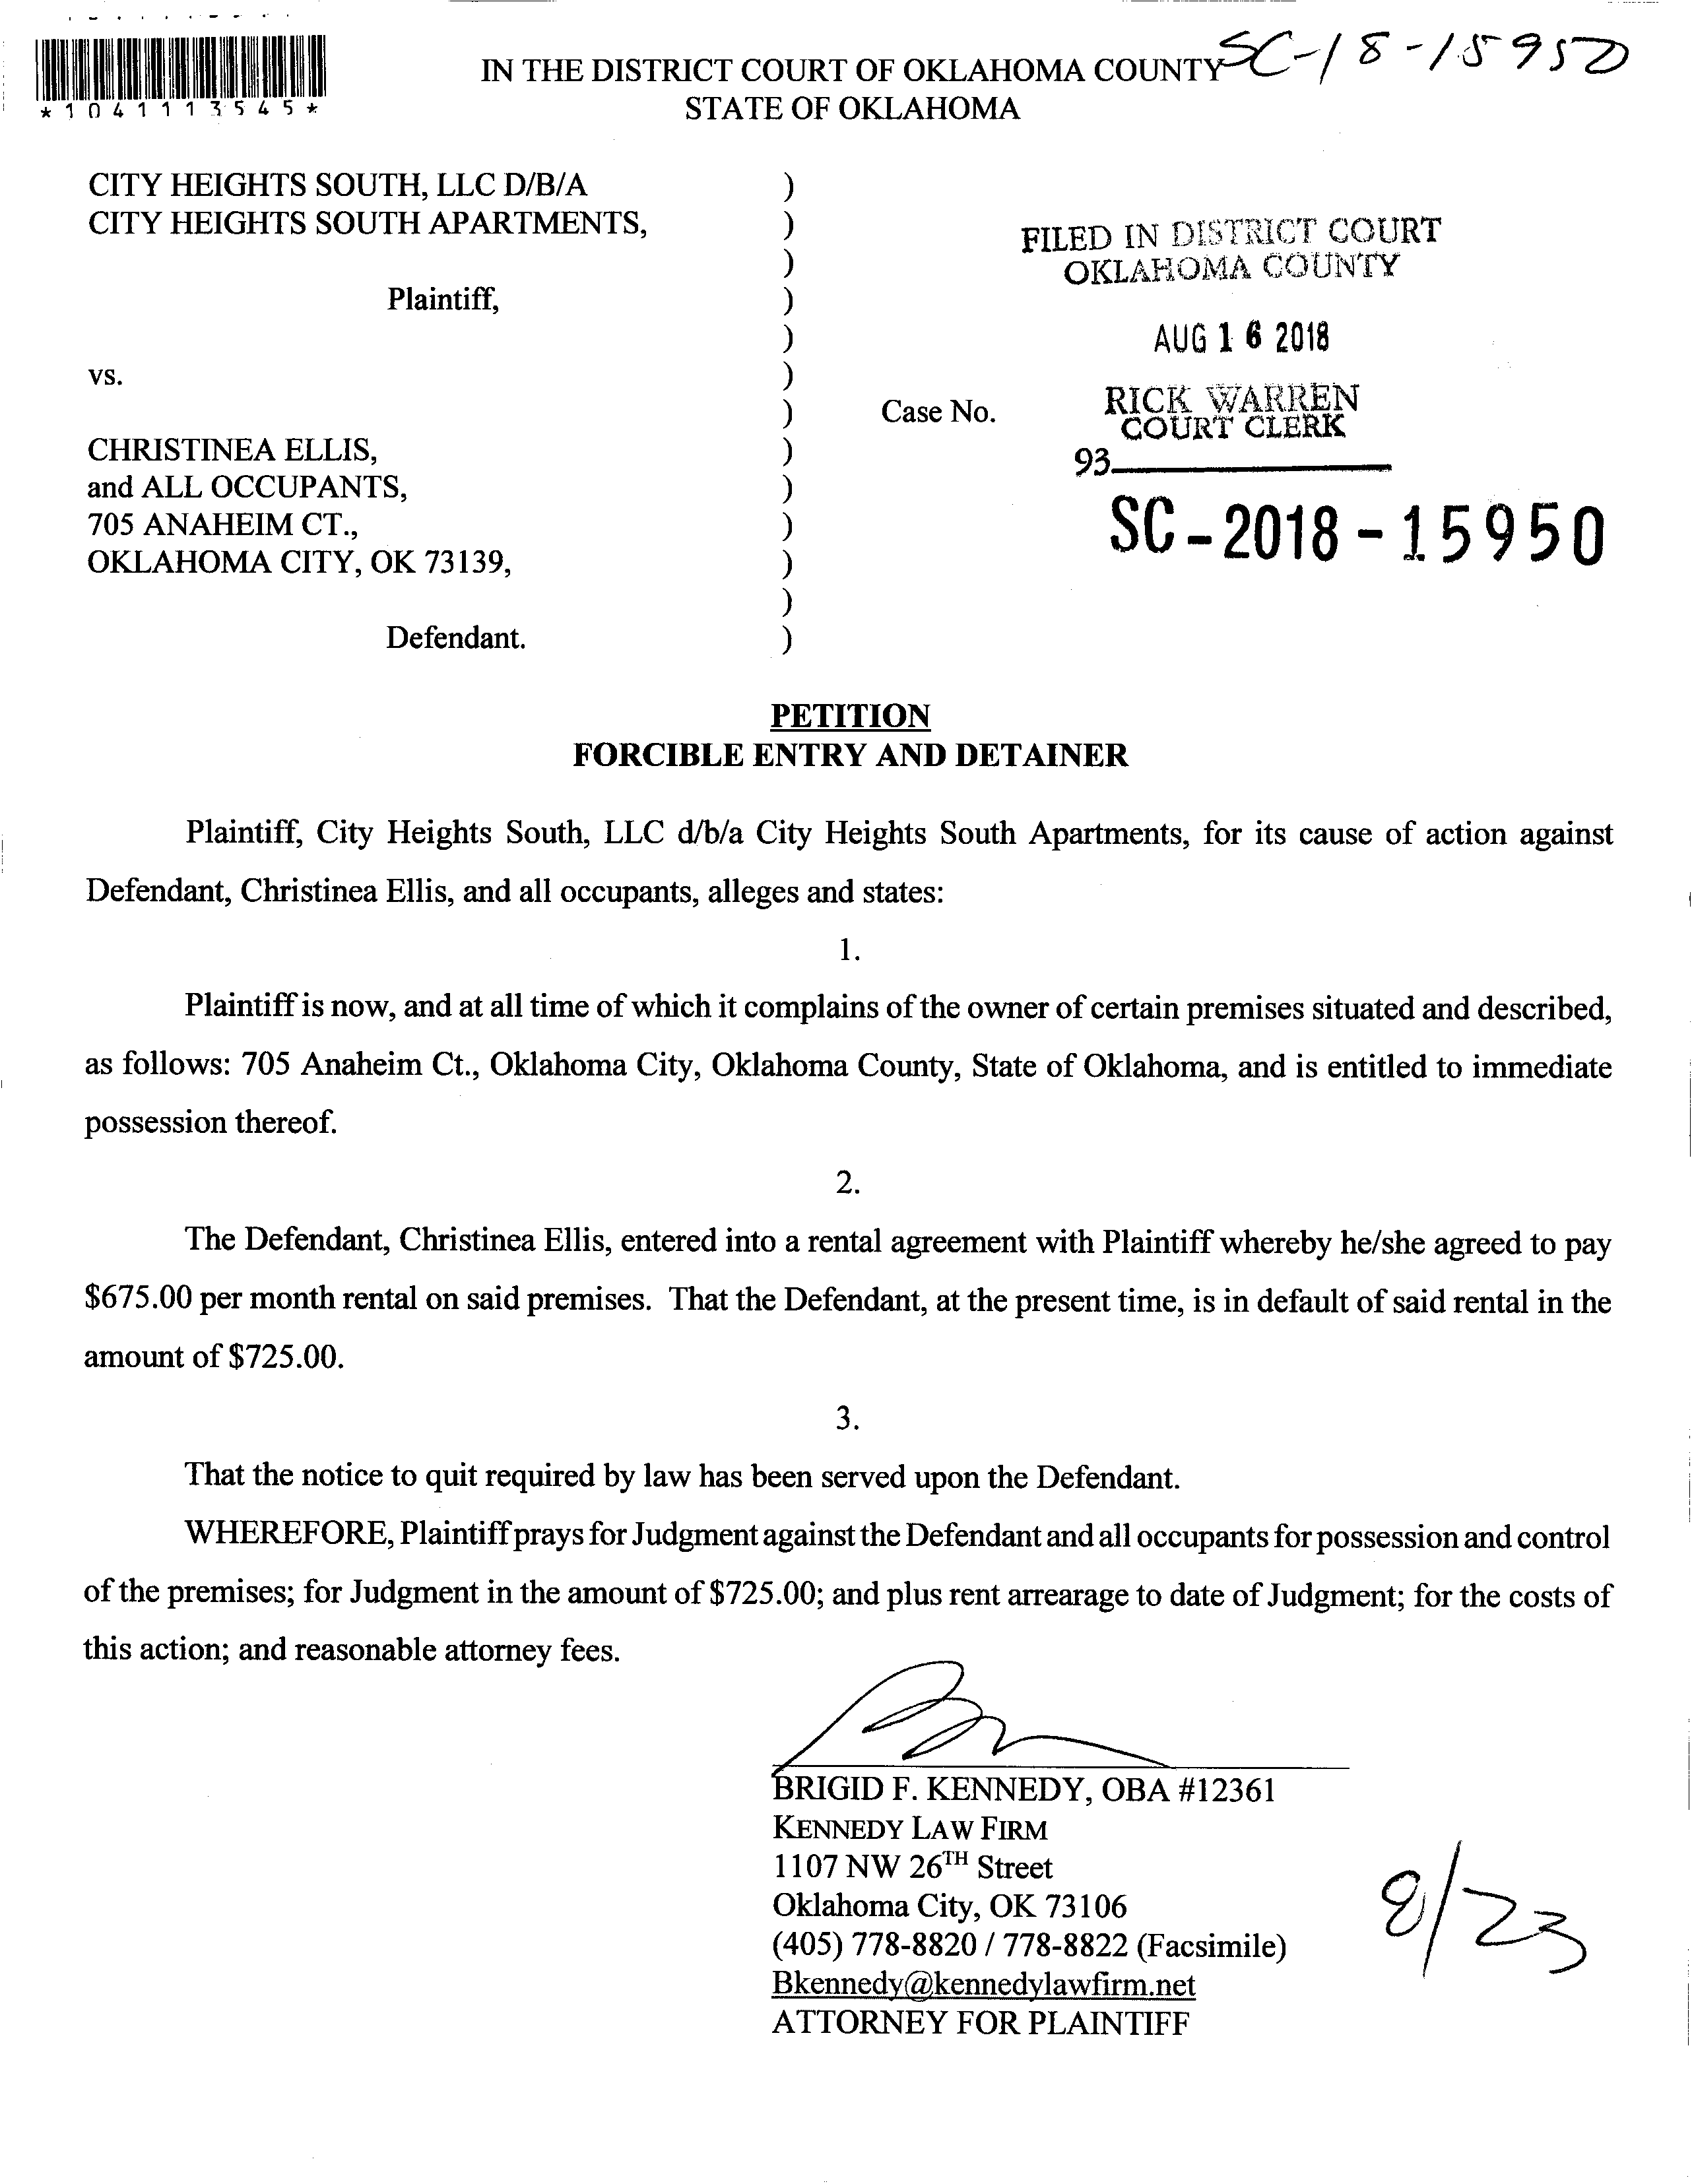 SC-18-15950
*1041113545*
IN THE DISTRICT COURT OF OKLAHOMA COUNTY
STATE OF OKLAHOMA
CITY HEIGHTS SOUTH, LLC D/B/A )
CITY HEIGHTS SOUTH APARTMENTS, )
)
Plaintiff, )
)
vs. )
) Case No.
CHRISTINEA ELLIS, )
and ALL OCCUPANTS, )
705 ANAHEIM CT., )
OKLAHOMA CITY, OK 73139, )
)
Defendant. )
FILED IN DISTRICT COURT
OKLAHOMA COUNTY
AUG 16 2018
RICK WARREN
COURT CLERK
93
SC-2018-15950
PETITION
FORCIBLE ENTRY AND DETAINER
Plaintiff, City Heights South, LLC d/b/a City Heights South Apartments, for its cause of action against
Defendant, Christinea Ellis, and all occupants, alleges and states:
1.
Plaintiff is now, and at all time of which it complains of the owner of certain premises situated and described,
as follows: 705 Anaheim Ct., Oklahoma City, Oklahoma County, State of Oklahoma, and is entitled to immediate
possession thereof.
2.
The Defendant, Christinea Ellis, entered into a rental agreement with Plaintiff whereby he/she agreed to pay
$675.00 per month rental on said premises. That the Defendant, at the present time, is in default of said rental in the
amount of $725.00.
3.
That the notice to quit required by law has been served upon the Defendant.
WHEREFORE, Plaintiff prays for Judgment against the Defendant and all occupants for possession and control
of the premises; for Judgment in the amount of $725.00; and plus rent arrearage to date of Judgment; for the costs of
this action; and reasonable attorney fees.
BRIGID F. KENNEDY, OBA #12361
KENNEDY LAW FIRM
1107 NW 26TH Street
Oklahoma City, OK 73106
(405) 778-8820 / 778-8822 (Facsimile)
Bkennedy@kennedylawfirm.net
ATTORNEY FOR PLAINTIFF
8/23